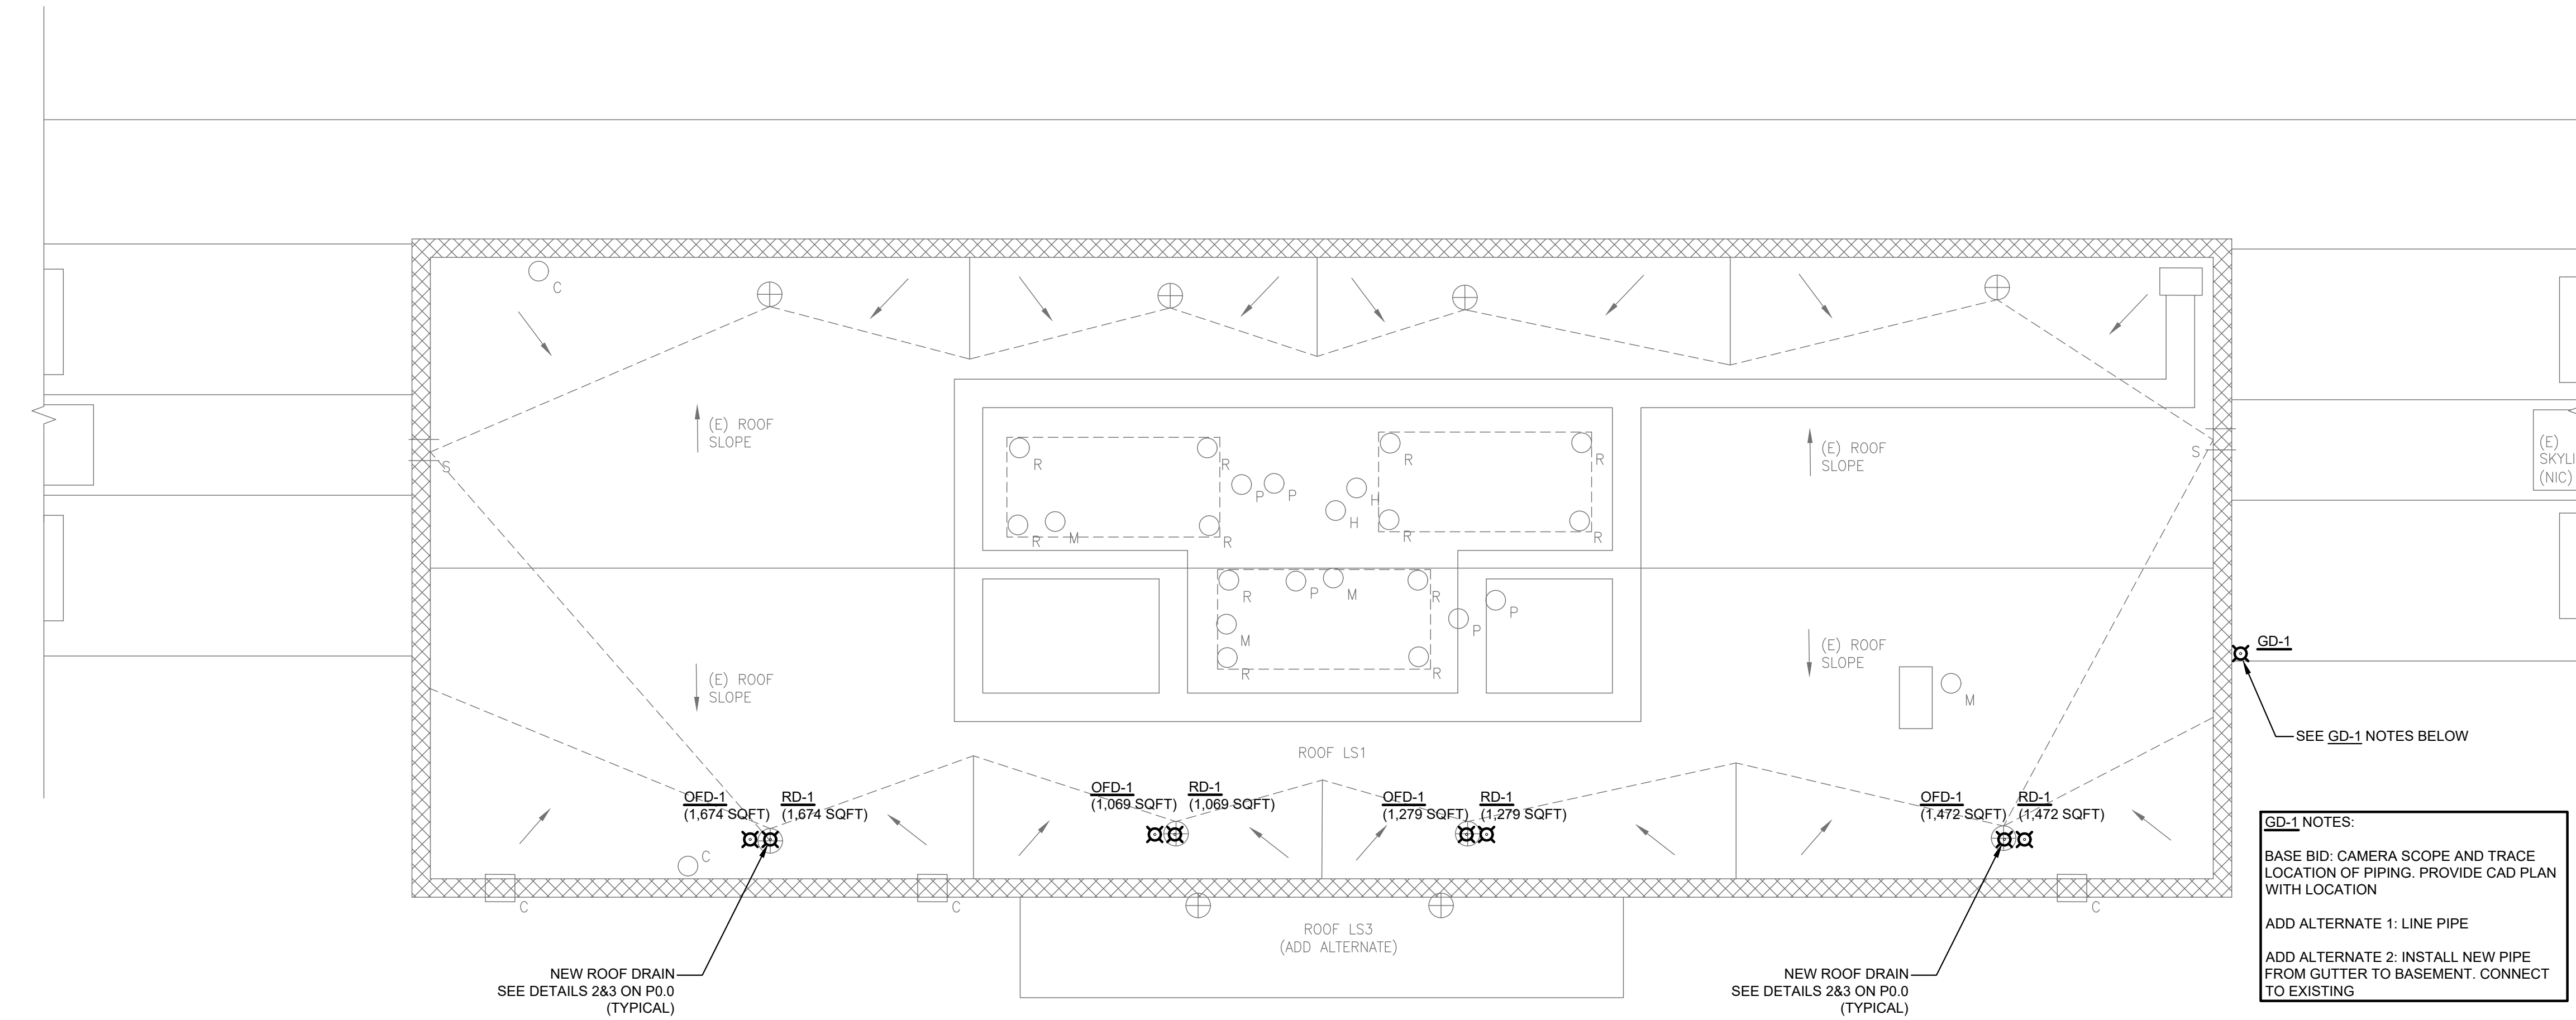 C
(E) ROOF
SLOPE
(E) ROOF
SLOPE
S
S
(E)
(NIC)
R
R
R
R
P
P
H
H
R
M
R
R
R
R
P
M
R
P
P
M
R
R
(E) ROOF
SLOPE
(E) ROOF
SLOPE
M
GD-1
SEE GD-1 NOTES BELOW
ROOF LS1
OFD-1
(1,674 SQFT)
RD-1
(1,674 SQFT)
OFD-1
(1,069 SQFT)
RD-1
(1,069 SQFT)
OFD-1
(1,279 SQFT)
RD-1
(1,279 SQFT)
OFD-1
(1,472 SQFT)
RD-1
(1,472 SQFT)
C
C
C
C
ROOF LS3
(ADD ALTERNATE)
NEW ROOF DRAIN
SEE DETAILS 2&3 ON P0.0
(TYPICAL)
NEW ROOF DRAIN
SEE DETAILS 2&3 ON P0.0
(TYPICAL)
GD-1 NOTES:
BASE BID: CAMERA SCOPE AND TRACE
LOCATION OF PIPING. PROVIDE CAD PLAN
WITH LOCATION
ADD ALTERNATE 1: LINE PIPE
ADD ALTERNATE 2: INSTALL NEW PIPE
FROM GUTTER TO BASEMENT. CONNECT
TO EXISTING